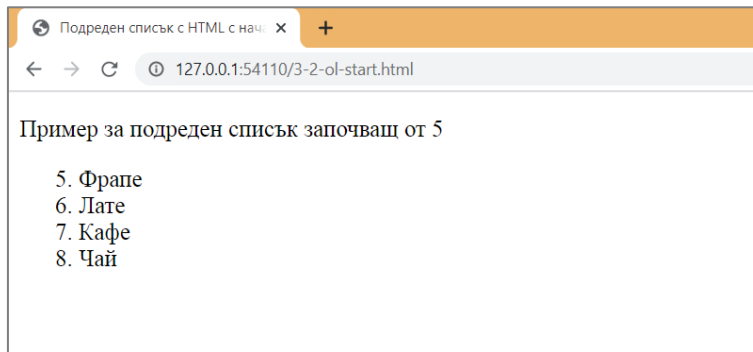 Подреден списък с HTML с нача
127.0.0.1:54110/3-2-ol-start.html
Пример за подреден списък започващ от 5
5. Фрапе
6. Лате
7. Кафе
8. Чай